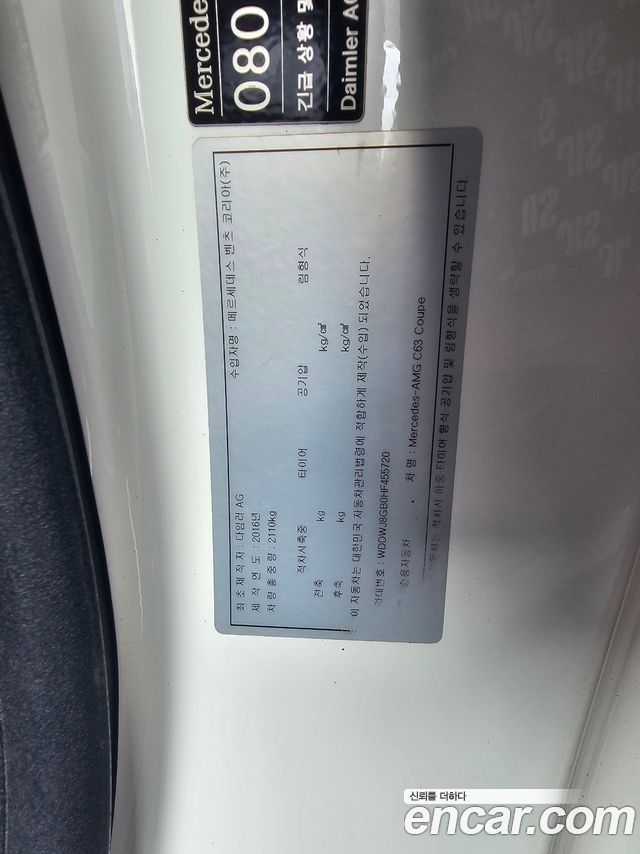 Mercedes
080
긴급 상황 및
Daimler AG
최초제작자 : 다임러 AG 수입자명 : 메르세데스 벤츠 코리아(주)
제 작 연 도 : 2016년
차량총중량 : 2110kg
적차시축중 타이어 공기압 림형식
전축 kg kg/㎠
후축 kg kg/㎠
이 자동차는 대한민국 자동차관리법령에 적합하게 제작(수입) 되었습니다.
차대번호 : WDDWJ8GB0HF455720
승용자동차 차 명 : Mercedes-AMG C63 Coupe
적차시 이중 타이어 형식 공기압 및 림형식을 생략할 수 있습니다.
신뢰를 더하다
encar.com